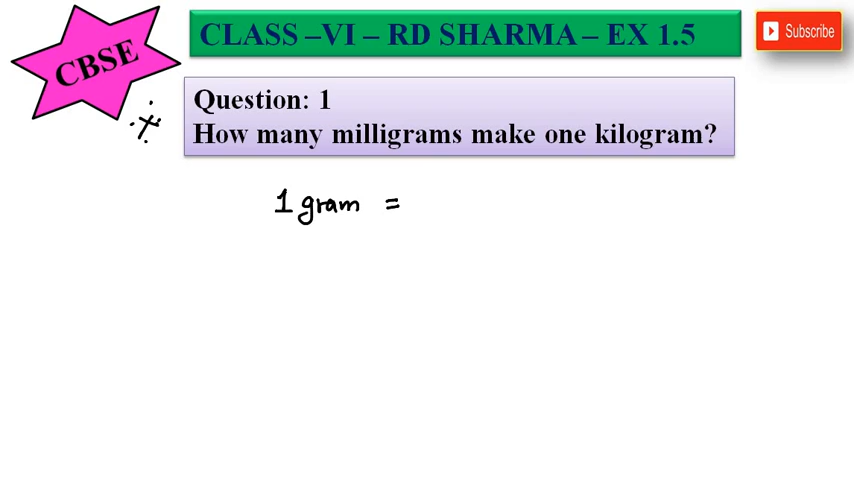 CBSE
CLASS –VI – RD SHARMA – EX 1.5
Subscribe
Question: 1
How many milligrams make one kilogram?
1 gram =